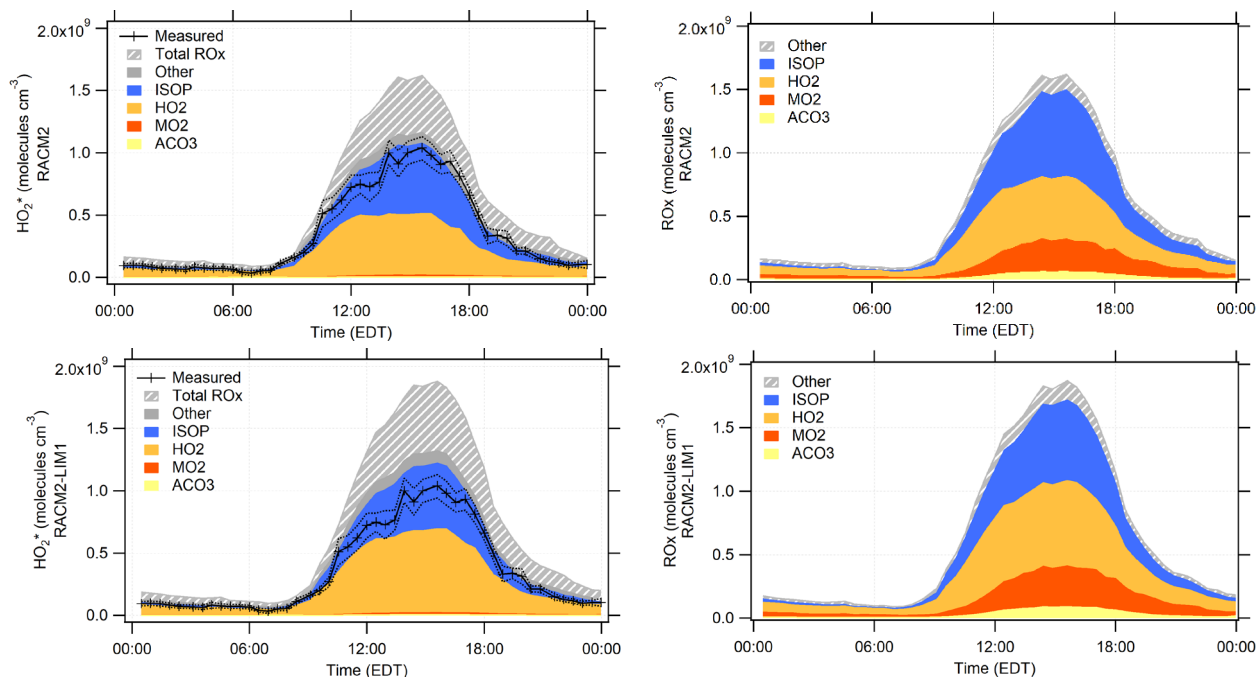 2.0x10⁹
1.5
1.0
0.5
0.0
HO₂* (molecules cm⁻³)
RACM2
Measured
Total ROx
Other
ISOP
HO2
MO2
ACO3
00:00
06:00
12:00
18:00
00:00
Time (EDT)
2.0x10⁹
1.5
1.0
0.5
0.0
ROx (molecules cm⁻³)
RACM2
Other
ISOP
HO2
MO2
ACO3
00:00
06:00
12:00
18:00
00:00
Time (EDT)
2.0x10⁹
1.5
1.0
0.5
0.0
HO₂* (molecules cm⁻³)
RACM2-LIM1
Measured
Total ROx
Other
ISOP
HO2
MO2
ACO3
00:00
06:00
12:00
18:00
00:00
Time (EDT)
2.0x10⁹
1.5
1.0
0.5
0.0
ROx (molecules cm⁻³)
RACM2-LIM1
Other
ISOP
HO2
MO2
ACO3
00:00
06:00
12:00
18:00
00:00
Time (EDT)